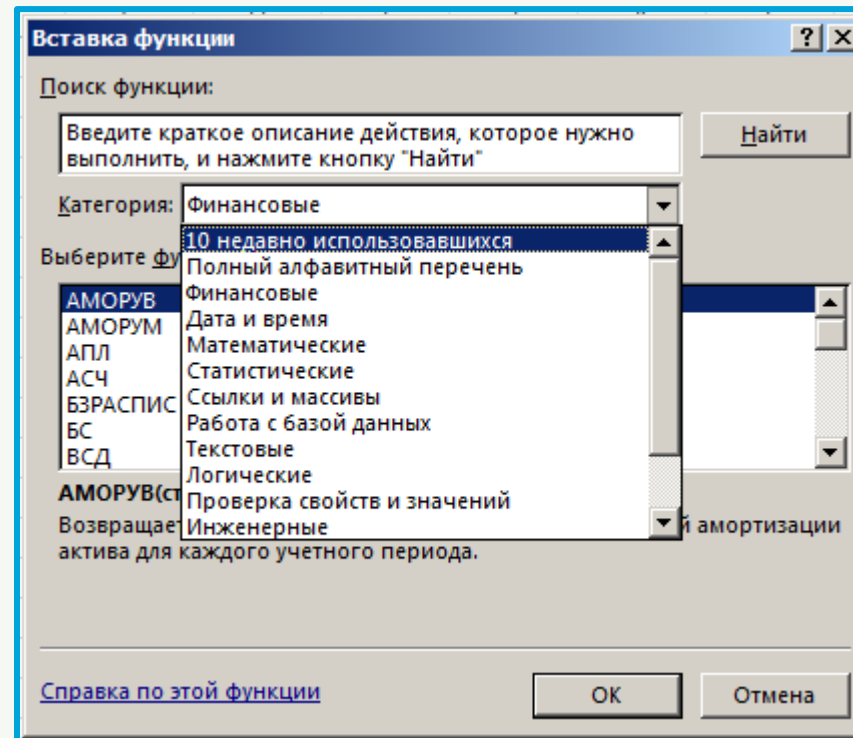 Вставка функции
Поиск функции:
Введите краткое описание действия, которое нужно
выполнить, и нажмите кнопку "Найти"
Найти
Категория: Финансовые
10 недавно использовавшихся
Полный алфавитный перечень
Финансовые
Дата и время
Математические
Статистические
Ссылки и массивы
Работа с базой данных
Текстовые
Логические
Проверка свойств и значений
Инженерные
Выберите
АМОРУВ
АМОРУМ
АПЛ
АСЧ
БЗРАСПИС
БС
ВСД
АМОРУВ(
амортизации
актива для каждого учетного периода.
Справка по этой функции
ОК
Отмена